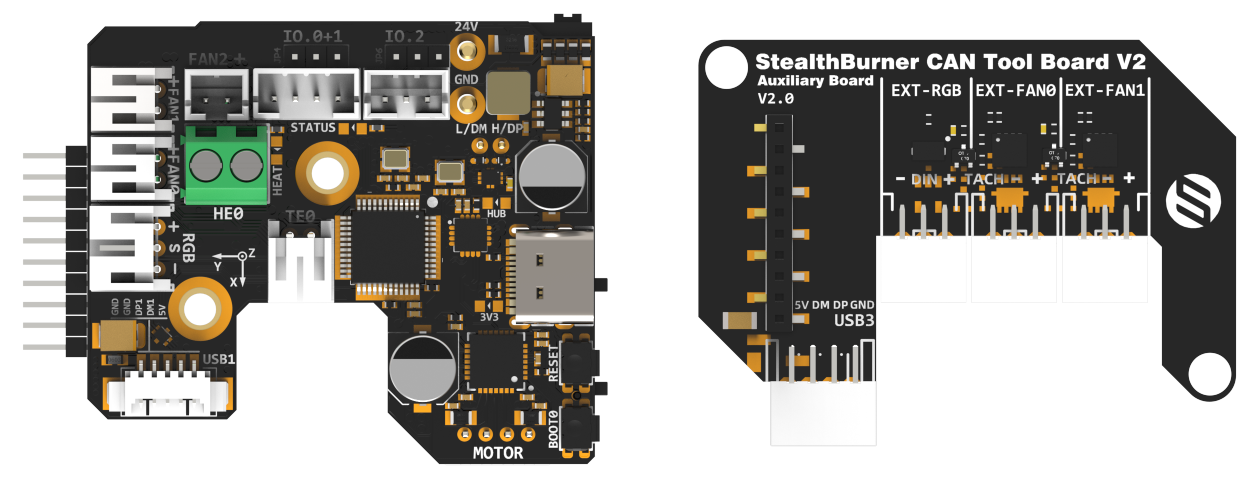 24V
IO.0+1
IO.2
JP4
JP6
FAN2 +
GND
+FAN1-
STATUS
L/DM H/DP
+FAN0-
HEAT
HE0
TE0
HUB
+ S -
RGB
Z
Y
X
GND
GND
DP1
DM1
5V
3V3
USB1
RESET
BOOT0
MOTOR
StealthBurner CAN Tool Board V2
Auxiliary Board
V2.0
EXT-RGB
EXT-FAN0
EXT-FAN1
- DIN +
TACH - +
TACH - +
5V DM DP GND
USB3